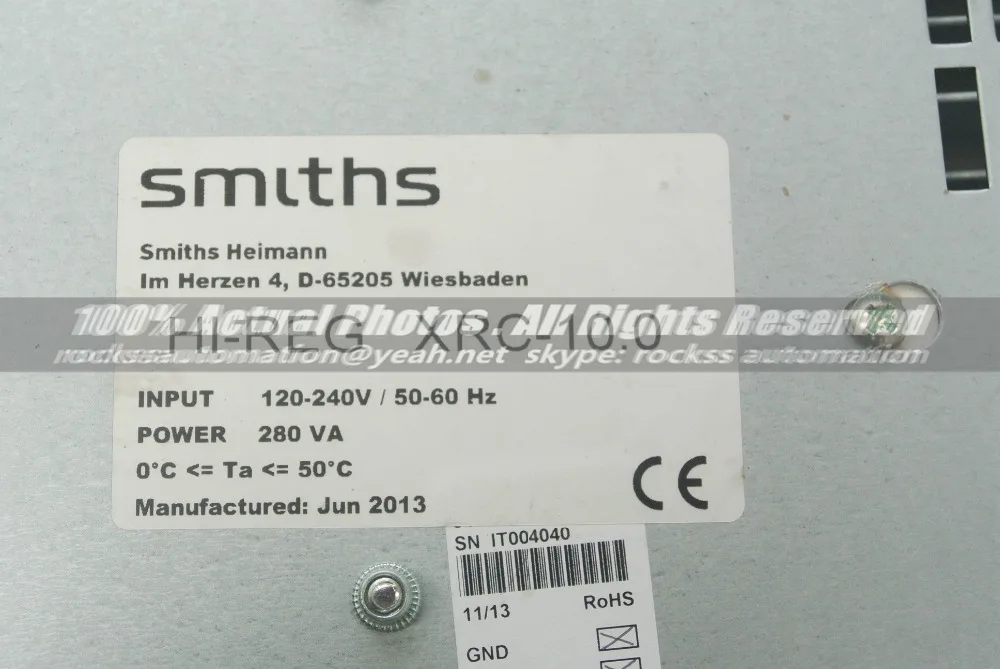 smiths
Smiths Heimann
Im Herzen 4, D-65205 Wiesbaden
100% Actual Photos. All Rights Reserved
HI-REG XRC-10.0
rockssautomation@yeah.net skype: rockss automation
INPUT 120-240V / 50-60 Hz
POWER 280 VA
0°C <= Ta <= 50°C
Manufactured: Jun 2013
CE
SN IT004040
11/13 RoHS
GND